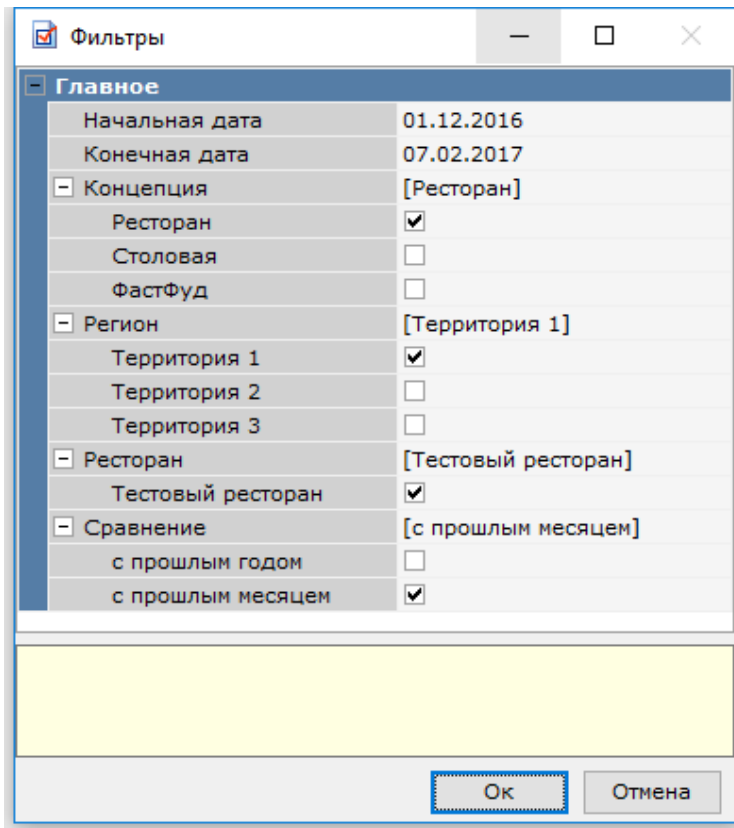 Фильтры
Главное
Начальная дата 01.12.2016
Конечная дата 07.02.2017
Концепция [Ресторан]
Ресторан
Столовая
ФастФуд
Регион [Территория 1]
Территория 1
Территория 2
Территория 3
Ресторан [Тестовый ресторан]
Тестовый ресторан
Сравнение [с прошлым месяцем]
с прошлым годом
с прошлым месяцем
Ок Отмена